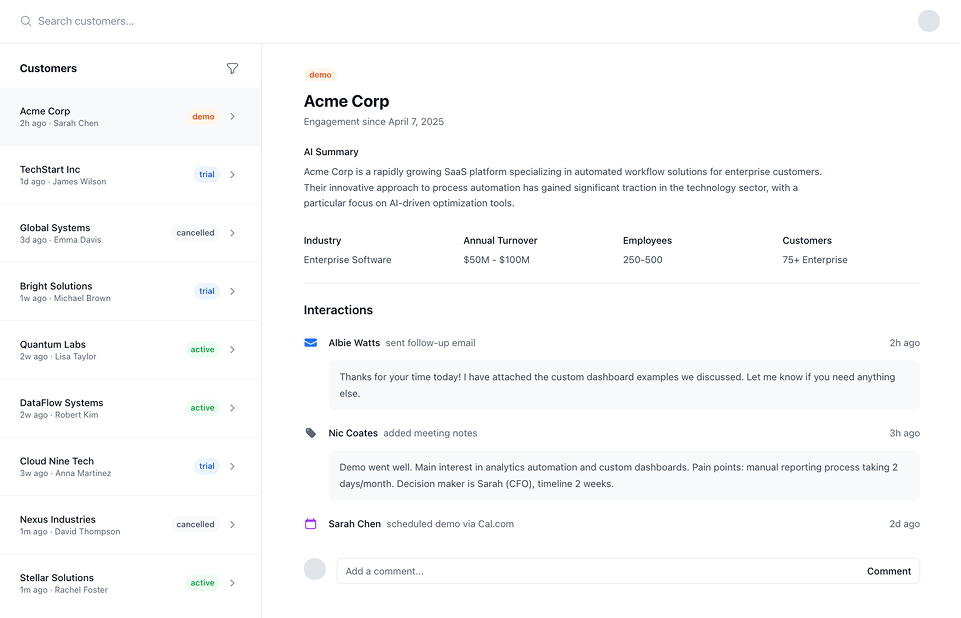 Search customers...
Customers
Acme Corp
2h ago · Sarah Chen
demo
TechStart Inc
1d ago · James Wilson
trial
Global Systems
3d ago · Emma Davis
cancelled
Bright Solutions
1w ago · Michael Brown
trial
Quantum Labs
2w ago · Lisa Taylor
active
DataFlow Systems
2w ago · Robert Kim
active
Cloud Nine Tech
3w ago · Anna Martinez
trial
Nexus Industries
1m ago · David Thompson
cancelled
Stellar Solutions
1m ago · Rachel Foster
active
demo
Acme Corp
Engagement since April 7, 2025
AI Summary
Acme Corp is a rapidly growing SaaS platform specializing in automated workflow solutions for enterprise customers.
Their innovative approach to process automation has gained significant traction in the technology sector, with a
particular focus on AI-driven optimization tools.
Industry
Enterprise Software
Annual Turnover
$50M - $100M
Employees
250-500
Customers
75+ Enterprise
Interactions
Albie Watts sent follow-up email 2h ago
Thanks for your time today! I have attached the custom dashboard examples we discussed. Let me know if you need anything
else.
Nic Coates added meeting notes 3h ago
Demo went well. Main interest in analytics automation and custom dashboards. Pain points: manual reporting process taking 2
days/month. Decision maker is Sarah (CFO), timeline 2 weeks.
Sarah Chen scheduled demo via Cal.com 2d ago
Add a comment... Comment